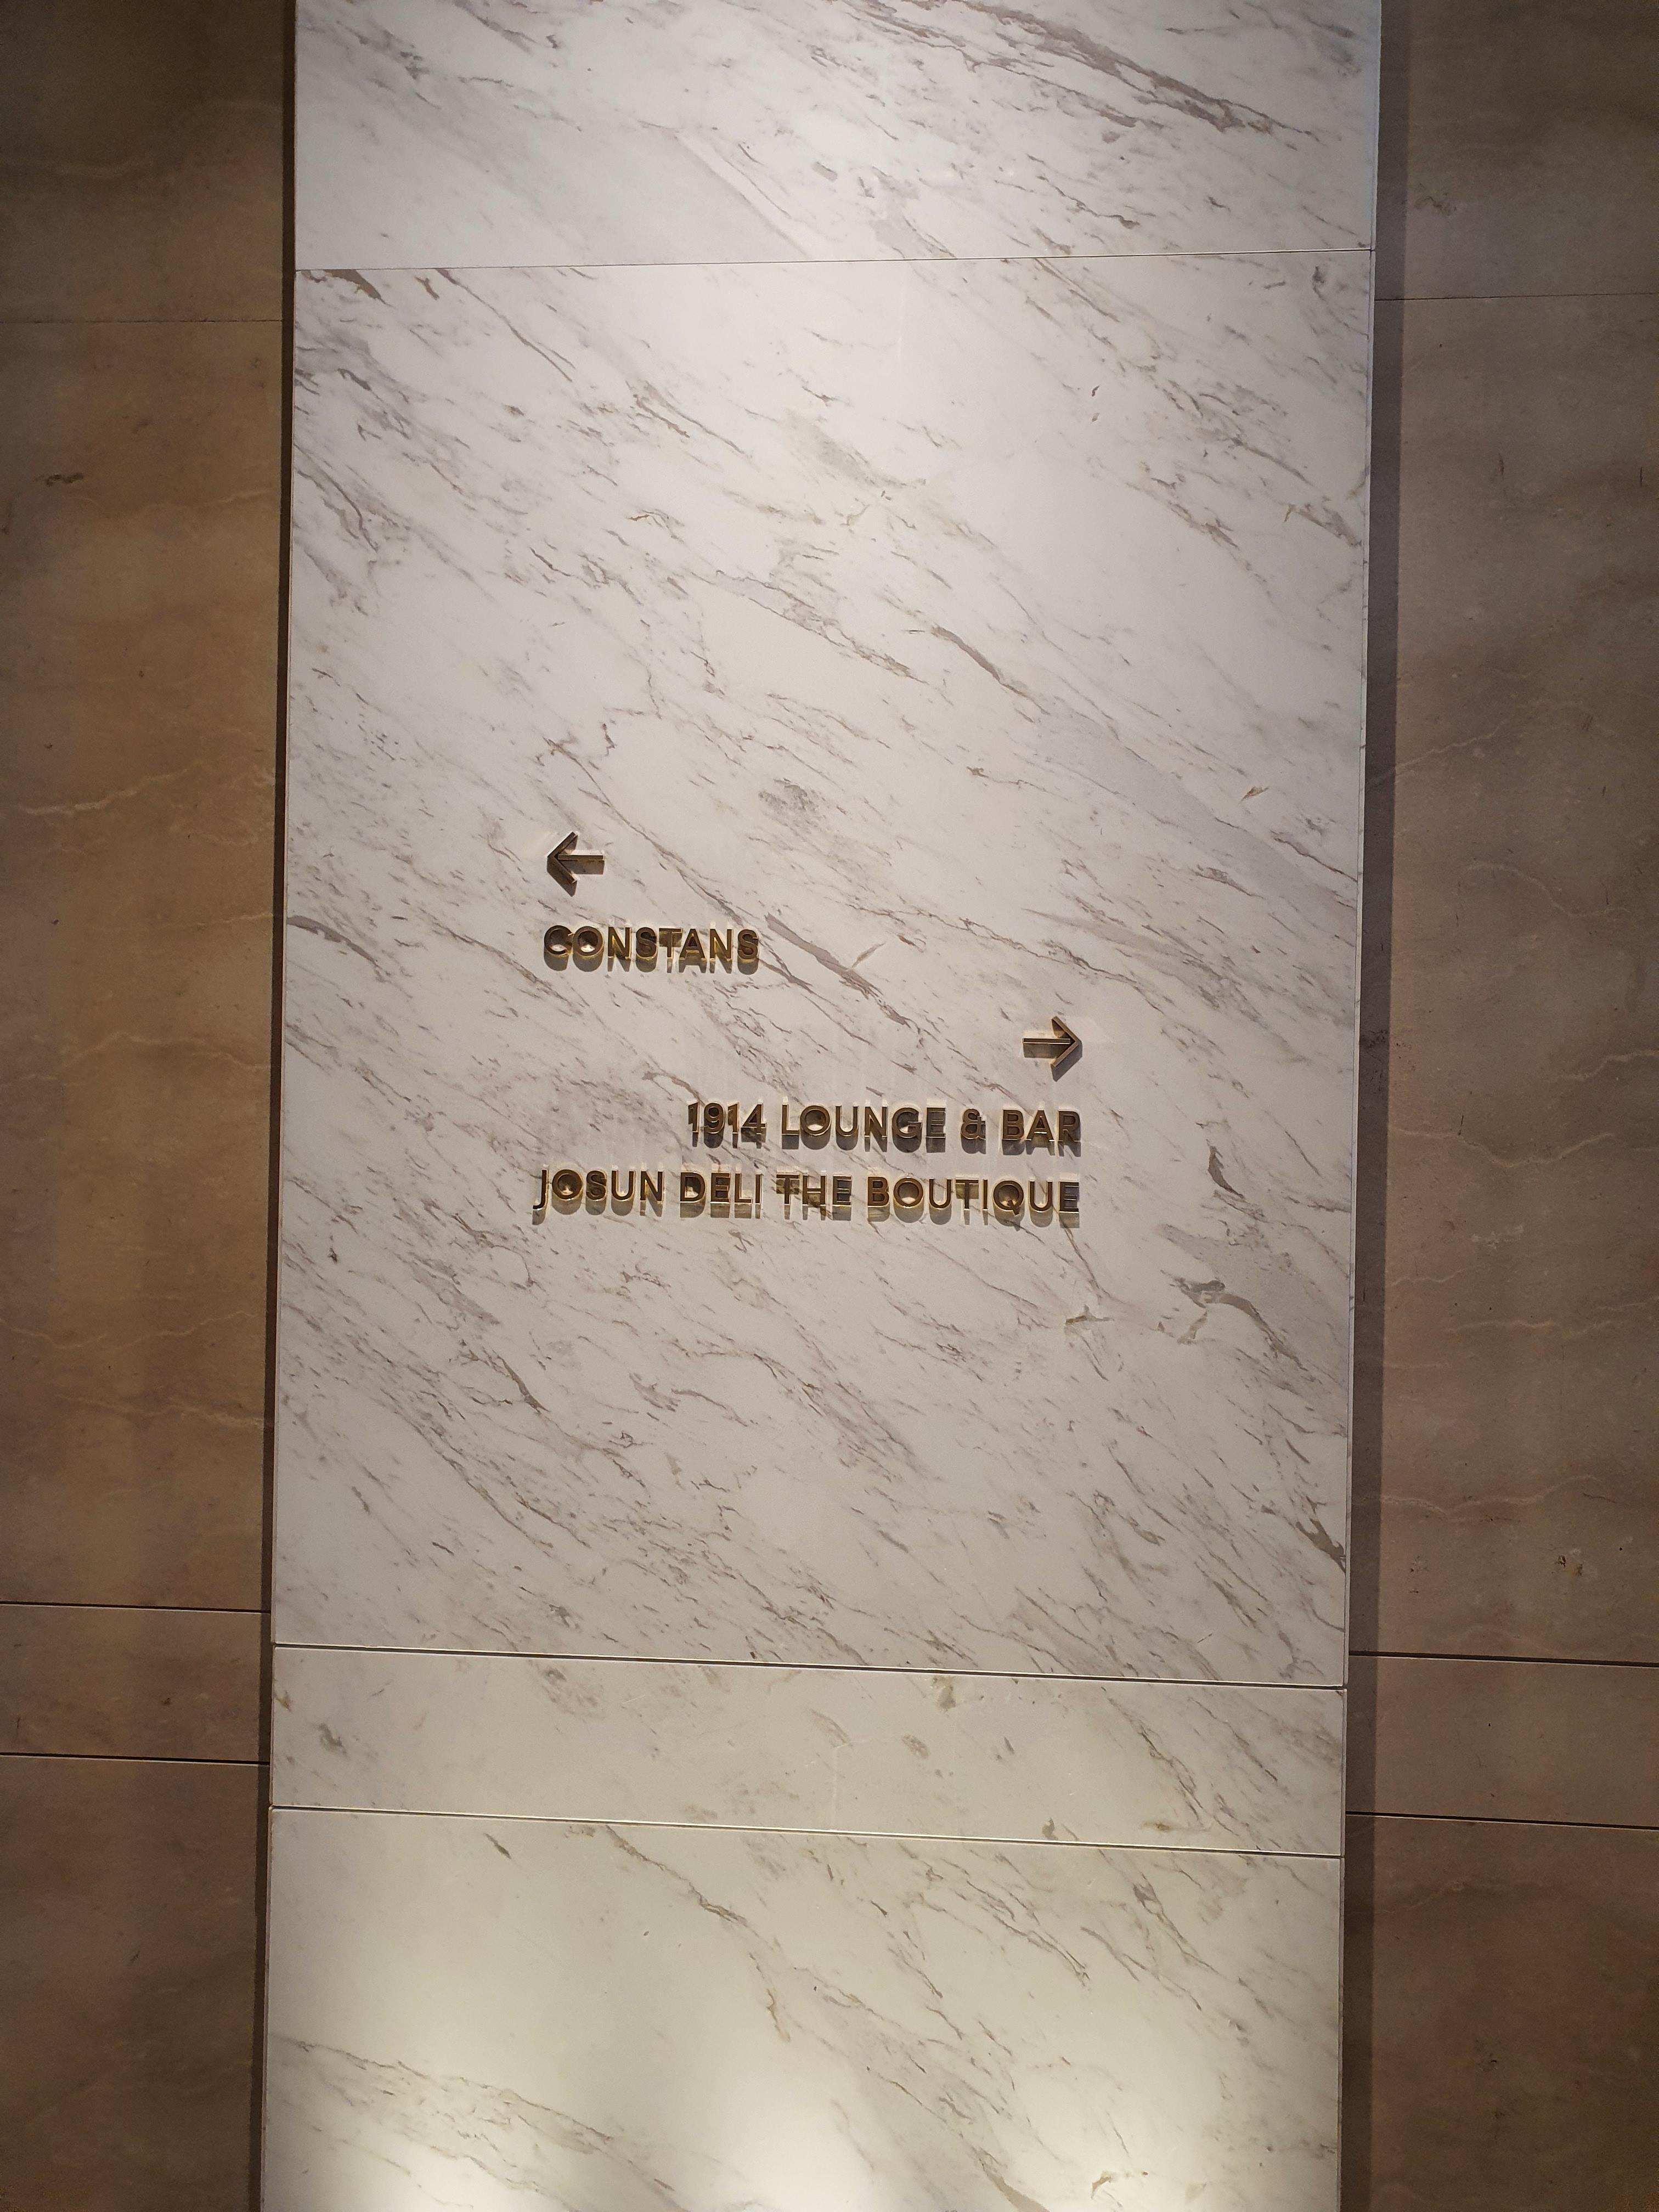 ←
CONSTANS
→
1914 LOUNGE & BAR
JOSUN DELI THE BOUTIQUE